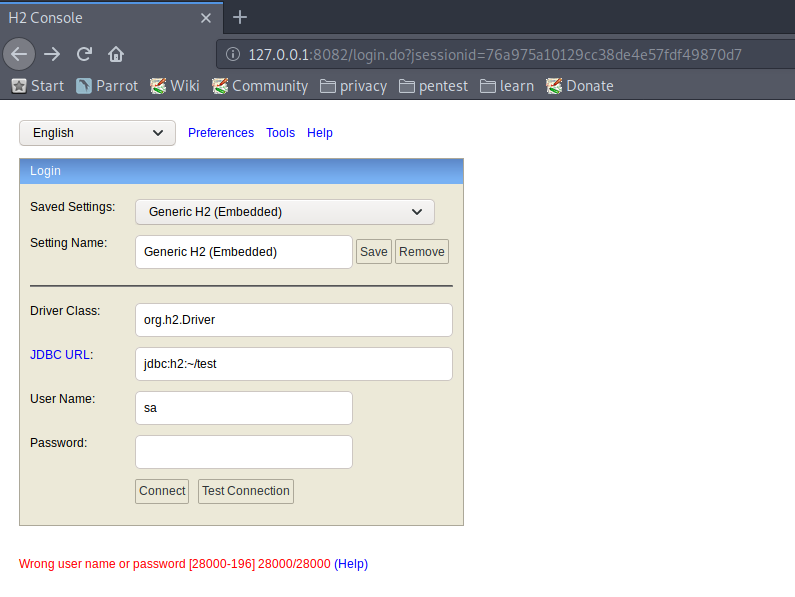 H2 Console
127.0.0.1:8082/login.do?jsessionid=76a975a10129cc38de4e57fdf49870d7
Start Parrot Wiki Community privacy pentest learn Donate
English Preferences Tools Help
Login
Saved Settings: Generic H2 (Embedded)
Setting Name: Generic H2 (Embedded) Save Remove
Driver Class: org.h2.Driver
JDBC URL: jdbc:h2:~/test
User Name: sa
Password:
Connect Test Connection
Wrong user name or password [28000-196] 28000/28000 (Help)